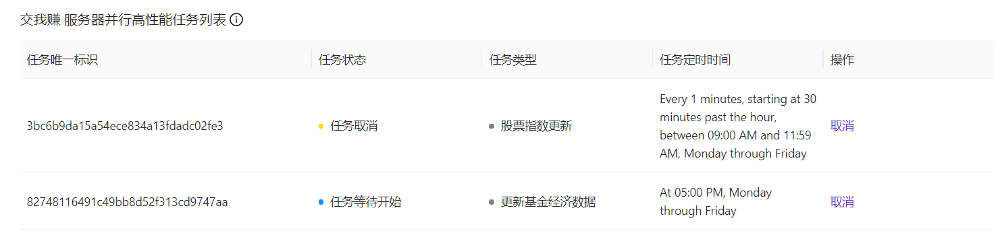 交我赚 服务器并行高性能任务列表
任务唯一标识 任务状态 任务类型 任务定时时间 操作
3bc6b9da15a54ece834a13fdadc02fe3 任务取消 股票指数更新 Every 1 minutes, starting at 30
minutes past the hour,
between 09:00 AM and 11:59
AM, Monday through Friday 取消
82748116491c49bb8d52f313cd9747aa 任务等待开始 更新基金经济数据 At 05:00 PM, Monday
through Friday 取消